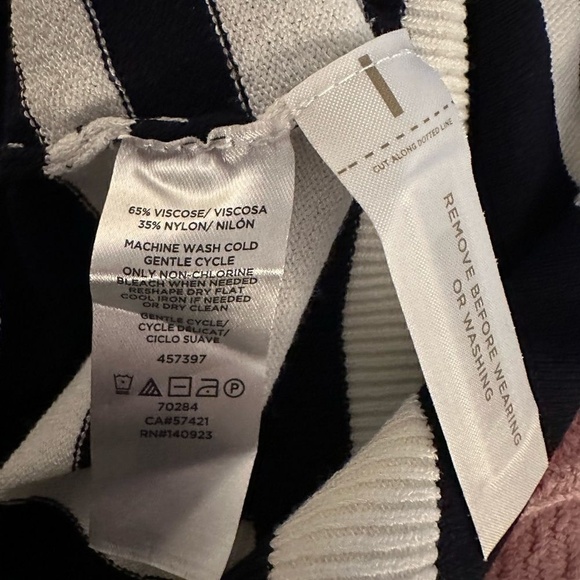 65% VISCOSE/ VISCOSA
35% NYLON/ NILÓN
MACHINE WASH COLD
GENTLE CYCLE
ONLY NON-CHLORINE
BLEACH WHEN NEEDED
RESHAPE DRY FLAT
COOL IRON IF NEEDED
OR DRY CLEAN
GENTLE CYCLE/
CYCLE DÉLICAT/
CICLO SUAVE
457397
P
70284
CA#57421
RN#140923
i
CUT ALONG DOTTED LINE
REMOVE BEFORE WEARING
OR WASHING